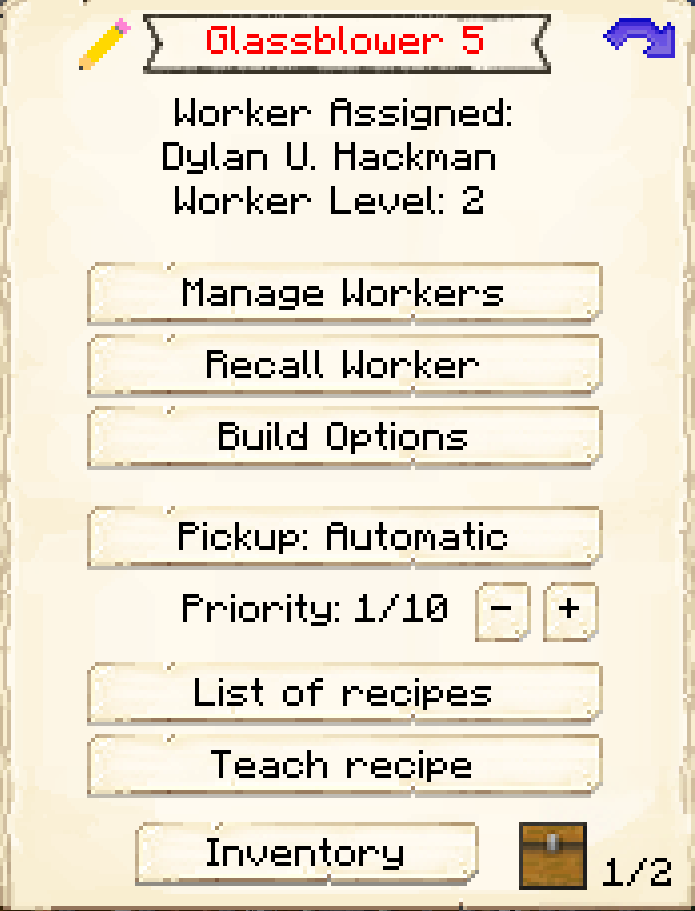 Glassblower 5
Worker Assigned:
Dylan U. Hackman
Worker Level: 2
Manage Workers
Recall Worker
Build Options
Pickup: Automatic
Priority: 1/10 - +
List of recipes
Teach recipe
Inventory
1/2